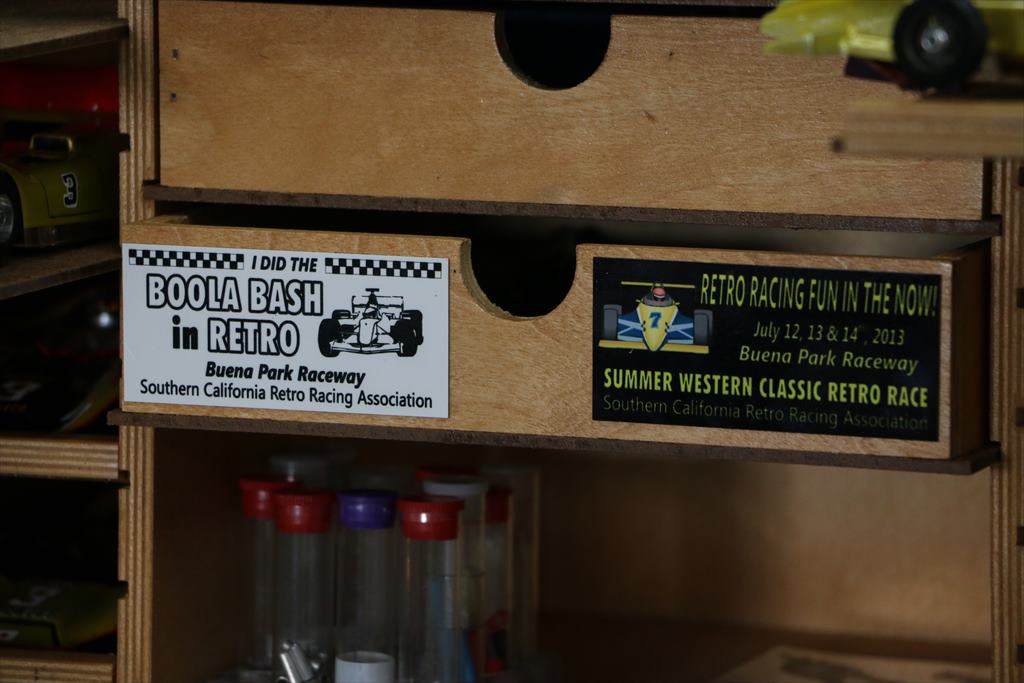 I DID THE
BOOLA BASH
in RETRO
Buena Park Raceway
Southern California Retro Racing Association
RETRO RACING FUN IN THE NOW!
July 12, 13 & 14, 2013
Buena Park Raceway
SUMMER WESTERN CLASSIC RETRO RACE
Southern California Retro Racing Association
7
3